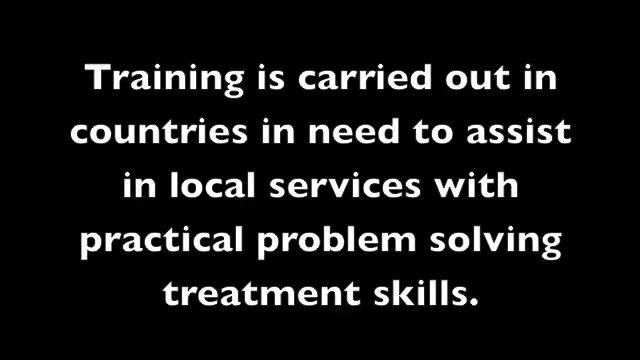 Training is carried out in
countries in need to assist
in local services with
practical problem solving
treatment skills.